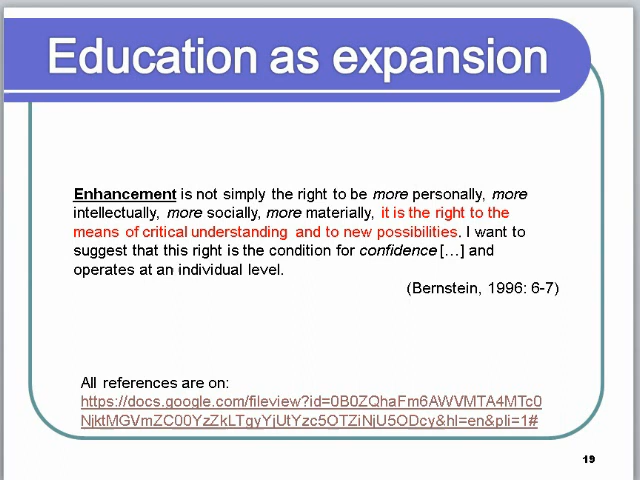 Education as expansion
Enhancement is not simply the right to be more personally, more
intellectually, more socially, more materially, it is the right to the
means of critical understanding and to new possibilities. I want to
suggest that this right is the condition for confidence […] and
operates at an individual level.
(Bernstein, 1996: 6-7)
All references are on:
https://docs.google.com/fileview?id=0B0ZQhaFm6AWVMTA4MTc0
NjktMGVmZC00YzZkLTgyYjUtYzc5OTZiNjU5ODcy&hl=en&pli=1#
19